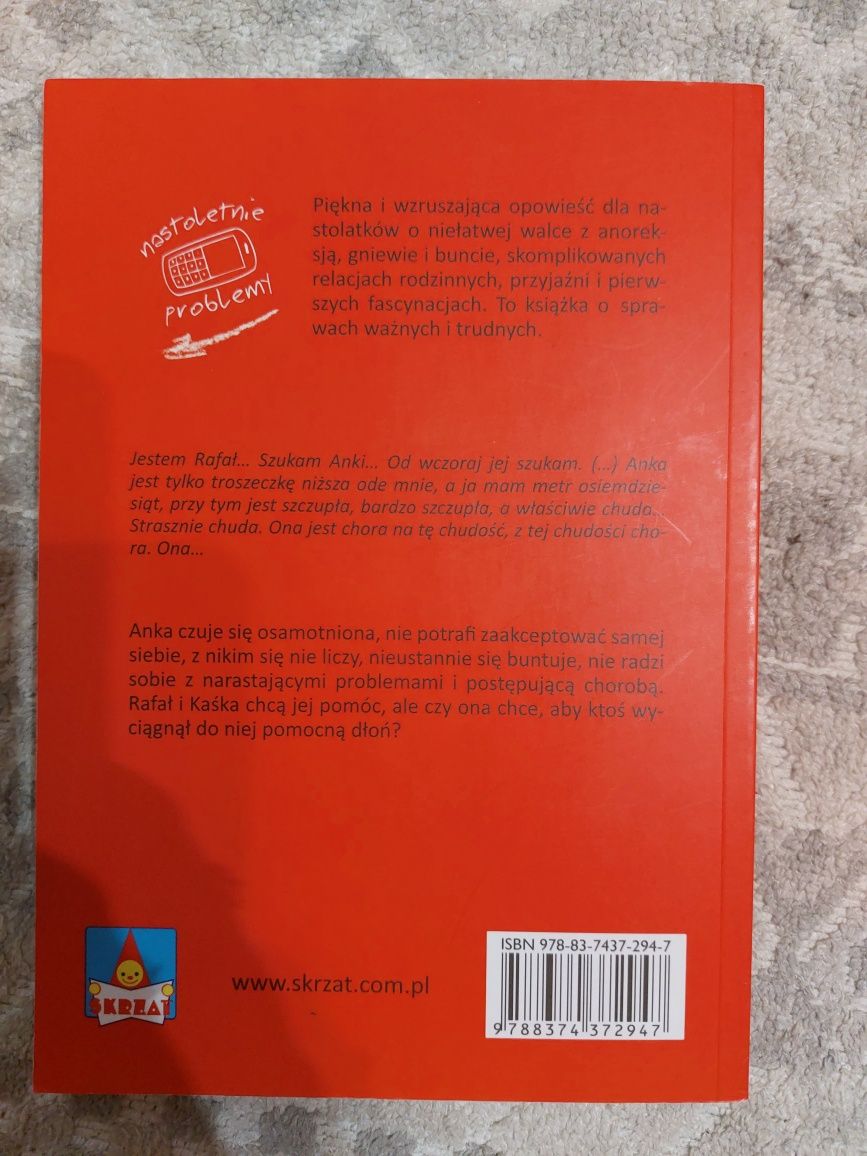 nastoletnie
problemy
Piękna i wzruszająca opowieść dla na-
stolatków o niełatwej walce z anorek-
sją, gniewie i buncie, skomplikowanych
relacjach rodzinnych, przyjaźni i pierw-
szych fascynacjach. To książka o spra-
wach ważnych i trudnych.
Jestem Rafał... Szukam Anki... Od wczoraj jej szukam. (...) Anka
jest tylko troszeczkę niższa ode mnie, a ja mam metr osiemdzie-
siąt, przy tym jest szczupła, bardzo szczupła, a właściwie chuda...
Strasznie chuda. Ona jest chora na tę chudość, z tej chudości cho-
ra. Ona...
Anka czuje się osamotniona, nie potrafi zaakceptować samej
siebie, z nikim się nie liczy, nieustannie się buntuje, nie radzi
sobie z narastającymi problemami i postępującą chorobą.
Rafał i Kaśka chcą jej pomóc, ale czy ona chce, aby ktoś wy-
ciągnął do niej pomocną dłoń?
SKRZAT
www.skrzat.com.pl
ISBN 978-83-7437-294-7
9 788374 372947